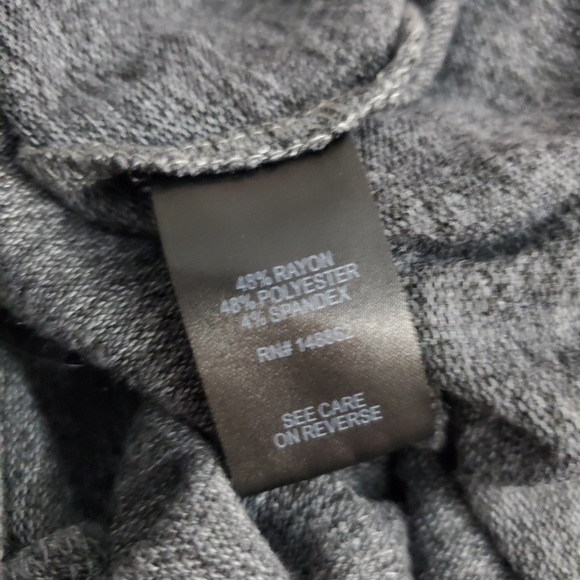 48% RAYON
48% POLYESTER
4% SPANDEX
RN#
SEE CARE
ON REVERSE